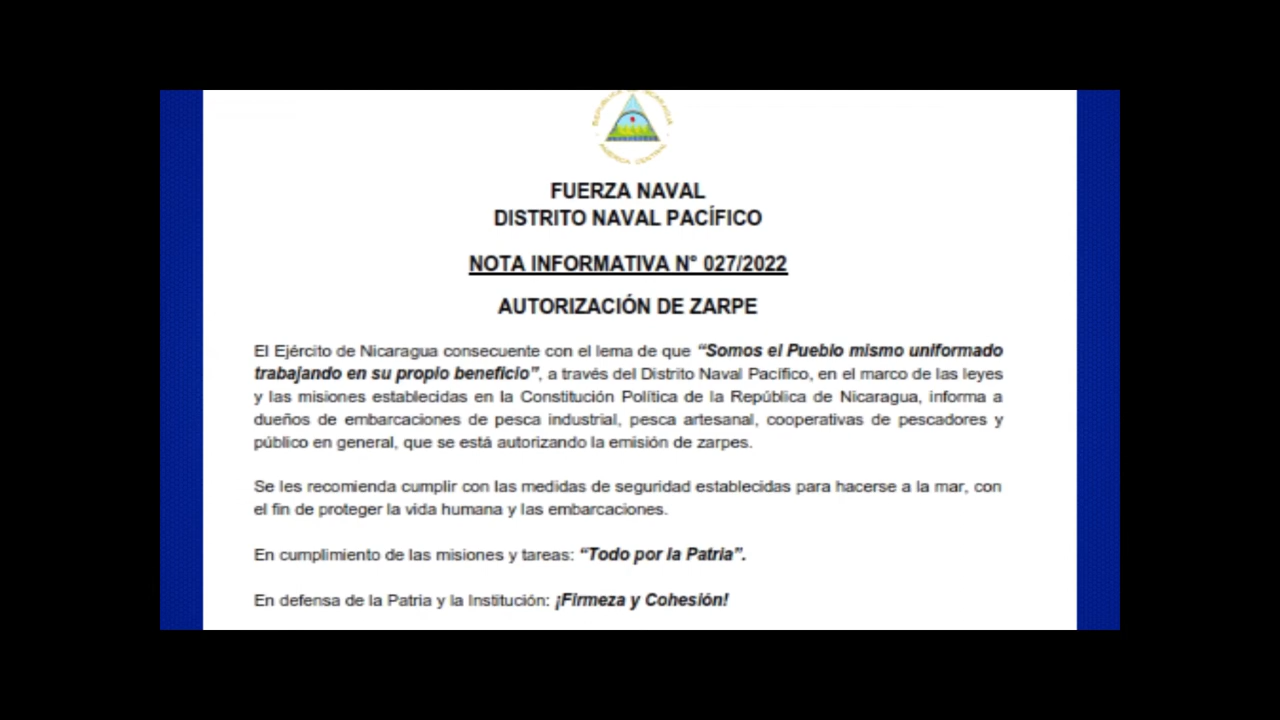 FUERZA NAVAL
DISTRITO NAVAL PACÍFICO
NOTA INFORMATIVA N° 027/2022
AUTORIZACIÓN DE ZARPE
El Ejército de Nicaragua consecuente con el lema de que “Somos el Pueblo mismo uniformado
trabajando en su propio beneficio”, a través del Distrito Naval Pacífico, en el marco de las leyes
y las misiones establecidas en la Constitución Política de la República de Nicaragua, informa a
dueños de embarcaciones de pesca industrial, pesca artesanal, cooperativas de pescadores y
público en general, que se está autorizando la emisión de zarpes.
Se les recomienda cumplir con las medidas de seguridad establecidas para hacerse a la mar, con
el fin de proteger la vida humana y las embarcaciones.
En cumplimiento de las misiones y tareas: “Todo por la Patria”.
En defensa de la Patria y la Institución: ¡Firmeza y Cohesión!